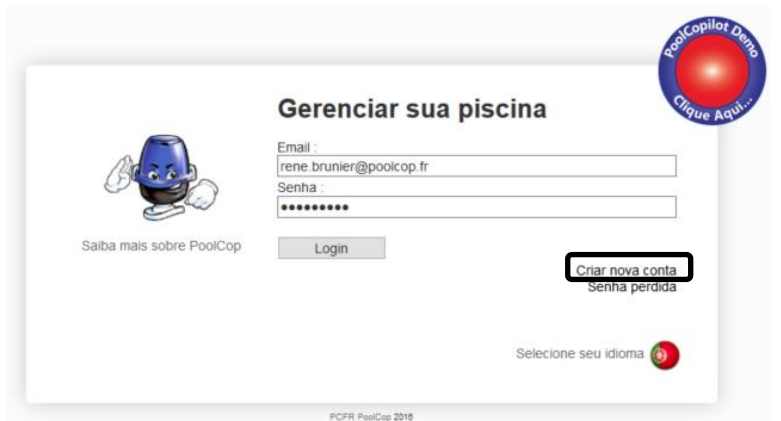 PoolCopilot Demo
Clique Aqui...
Gerenciar sua piscina
Email :
rene.brunier@poolcop.fr
Senha :
•••••••••
Saiba mais sobre PoolCop
Login
Criar nova conta
Senha perdida
Selecione seu idioma
PCFR PoolCop 2016